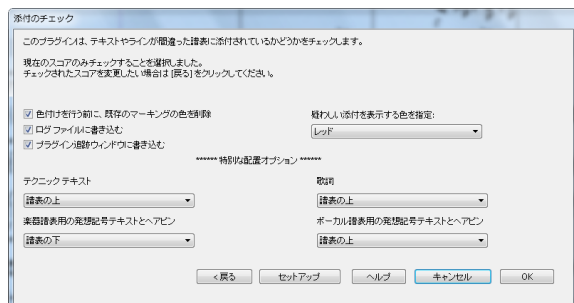 添付のチェック
このプラグインは、テキストやラインが間違った譜表に添付されているかどうかをチェックします。
現在のスコアのみチェックすることを選択しました。
チェックされたスコアを変更したい場合は [戻る] をクリックしてください。
色付けを行う前に、既存のマーキングの色を削除
疑わしい添付を表示する色を指定:
ログ ファイルに書き込む
レッド
プラグイン追跡ウィンドウに書き込む
****** 特別な配置オプション ******
テクニック テキスト
歌詞
譜表の上
譜表の上
楽器譜表用の発想記号テキストとヘアピン
ボーカル譜表用の発想記号テキストとヘアピン
譜表の下
譜表の上
< 戻る
セットアップ
ヘルプ
キャンセル
OK